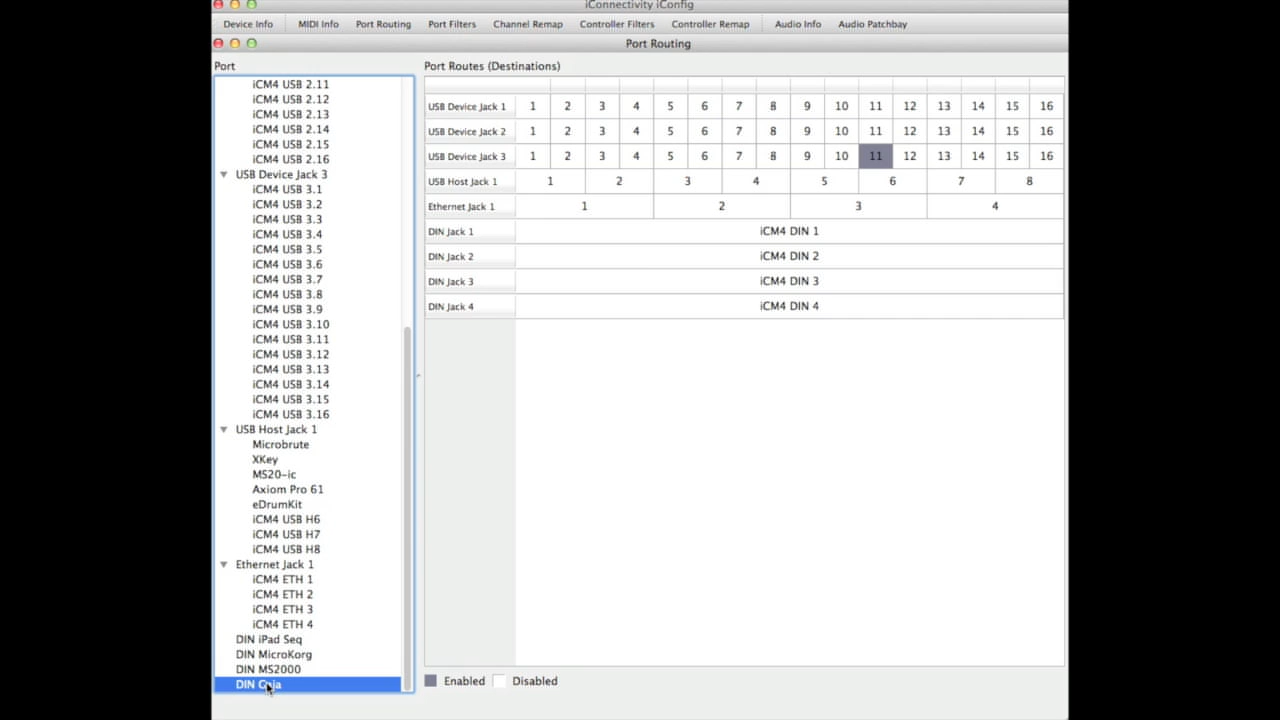 iConnectivity iConfig
Device Info MIDI Info Port Routing Port Filters Channel Remap Controller Filters Controller Remap Audio Info Audio Patchbay
Port Routing
Port
iCM4 USB 2.11
iCM4 USB 2.12
iCM4 USB 2.13
iCM4 USB 2.14
iCM4 USB 2.15
iCM4 USB 2.16
USB Device Jack 3
iCM4 USB 3.1
iCM4 USB 3.2
iCM4 USB 3.3
iCM4 USB 3.4
iCM4 USB 3.5
iCM4 USB 3.6
iCM4 USB 3.7
iCM4 USB 3.8
iCM4 USB 3.9
iCM4 USB 3.10
iCM4 USB 3.11
iCM4 USB 3.12
iCM4 USB 3.13
iCM4 USB 3.14
iCM4 USB 3.15
iCM4 USB 3.16
USB Host Jack 1
Microbrute
XKey
MS20-ic
Axiom Pro 61
eDrumKit
iCM4 USB H6
iCM4 USB H7
iCM4 USB H8
Ethernet Jack 1
iCM4 ETH 1
iCM4 ETH 2
iCM4 ETH 3
iCM4 ETH 4
DIN iPad Seq
DIN MicroKorg
DIN MS2000
DIN
Port Routes (Destinations)
USB Device Jack 1 1 2 3 4 5 6 7 8 9 10 11 12 13 14 15 16
USB Device Jack 2 1 2 3 4 5 6 7 8 9 10 11 12 13 14 15 16
USB Device Jack 3 1 2 3 4 5 6 7 8 9 10 11 12 13 14 15 16
USB Host Jack 1 1 2 3 4 5 6 7 8
Ethernet Jack 1 1 2 3 4
DIN Jack 1 iCM4 DIN 1
DIN Jack 2 iCM4 DIN 2
DIN Jack 3 iCM4 DIN 3
DIN Jack 4 iCM4 DIN 4
Enabled Disabled